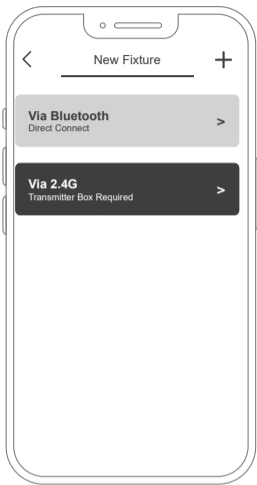 New Fixture
Via Bluetooth
Direct Connect
>
Via 2.4G
Transmitter Box Required
>